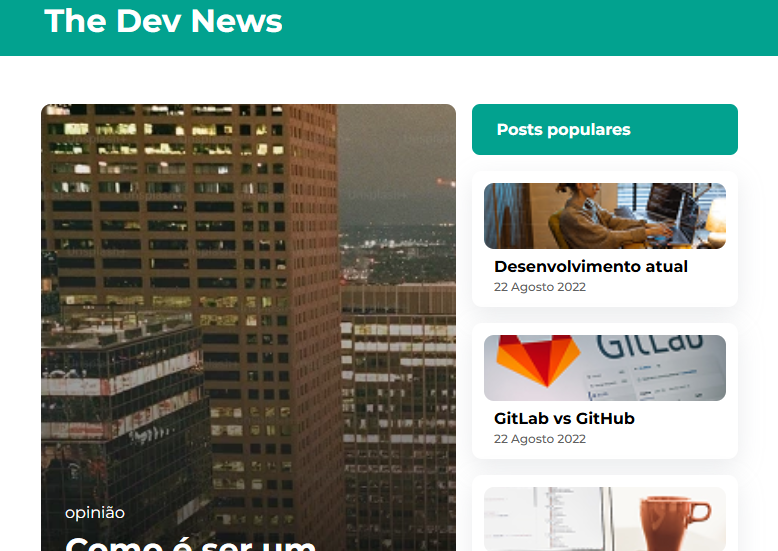 The Dev News
Posts populares
Desenvolvimento atual
22 Agosto 2022
GitLab
GitLab vs GitHub
22 Agosto 2022
opinião
Como é ser um